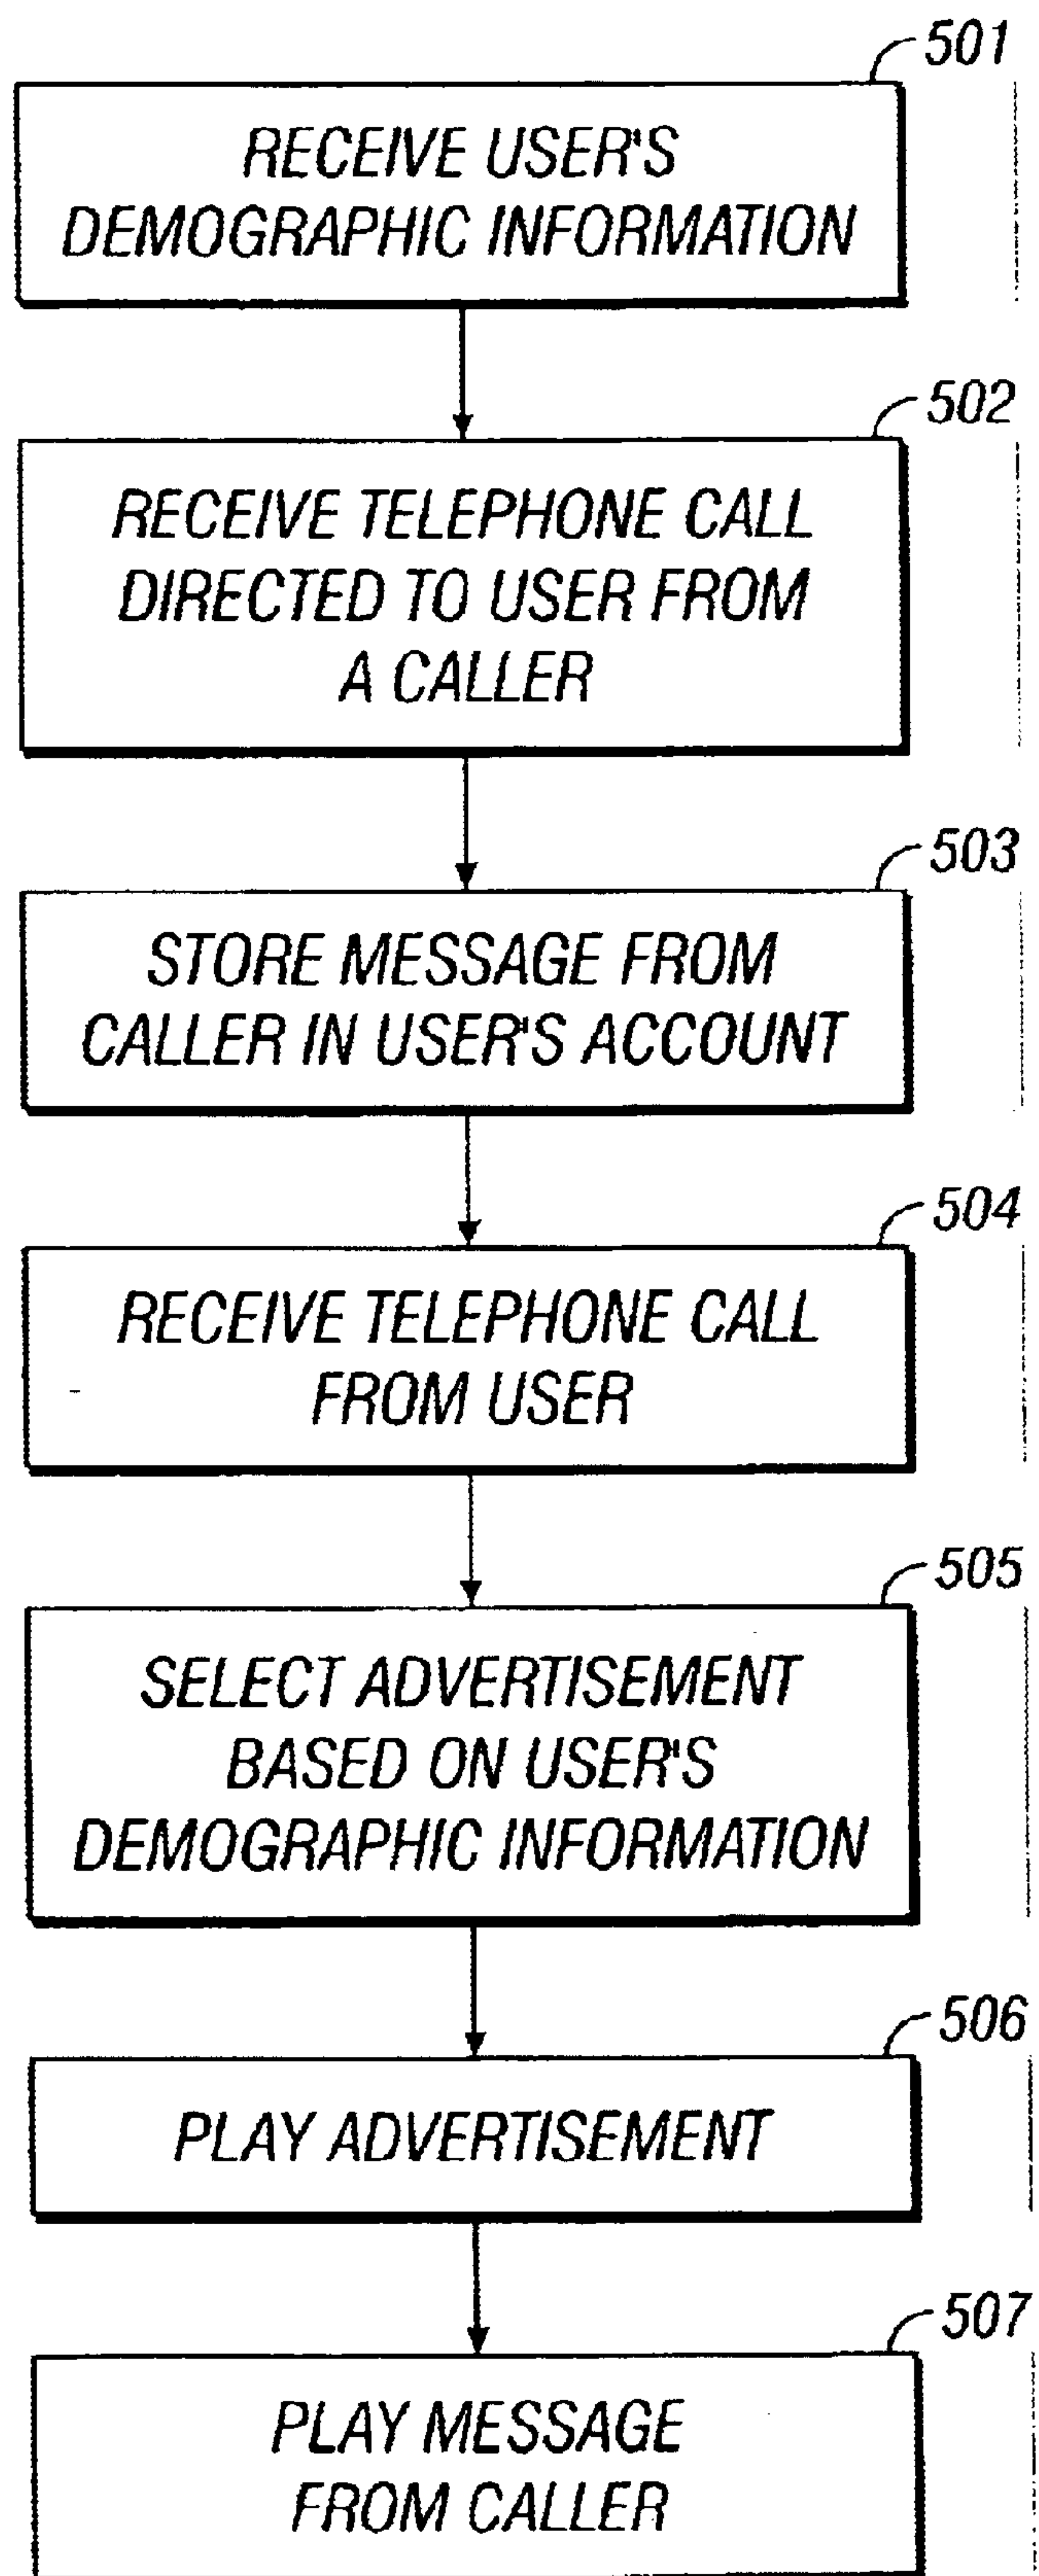 501
RECEIVE USER'S
DEMOGRAPHIC INFORMATION
502
RECEIVE TELEPHONE CALL
DIRECTED TO USER FROM
A CALLER
503
STORE MESSAGE FROM
CALLER IN USER'S ACCOUNT
504
RECEIVE TELEPHONE CALL
FROM USER
505
SELECT ADVERTISEMENT
BASED ON USER'S
DEMOGRAPHIC INFORMATION
506
PLAY ADVERTISEMENT
507
PLAY MESSAGE
FROM CALLER